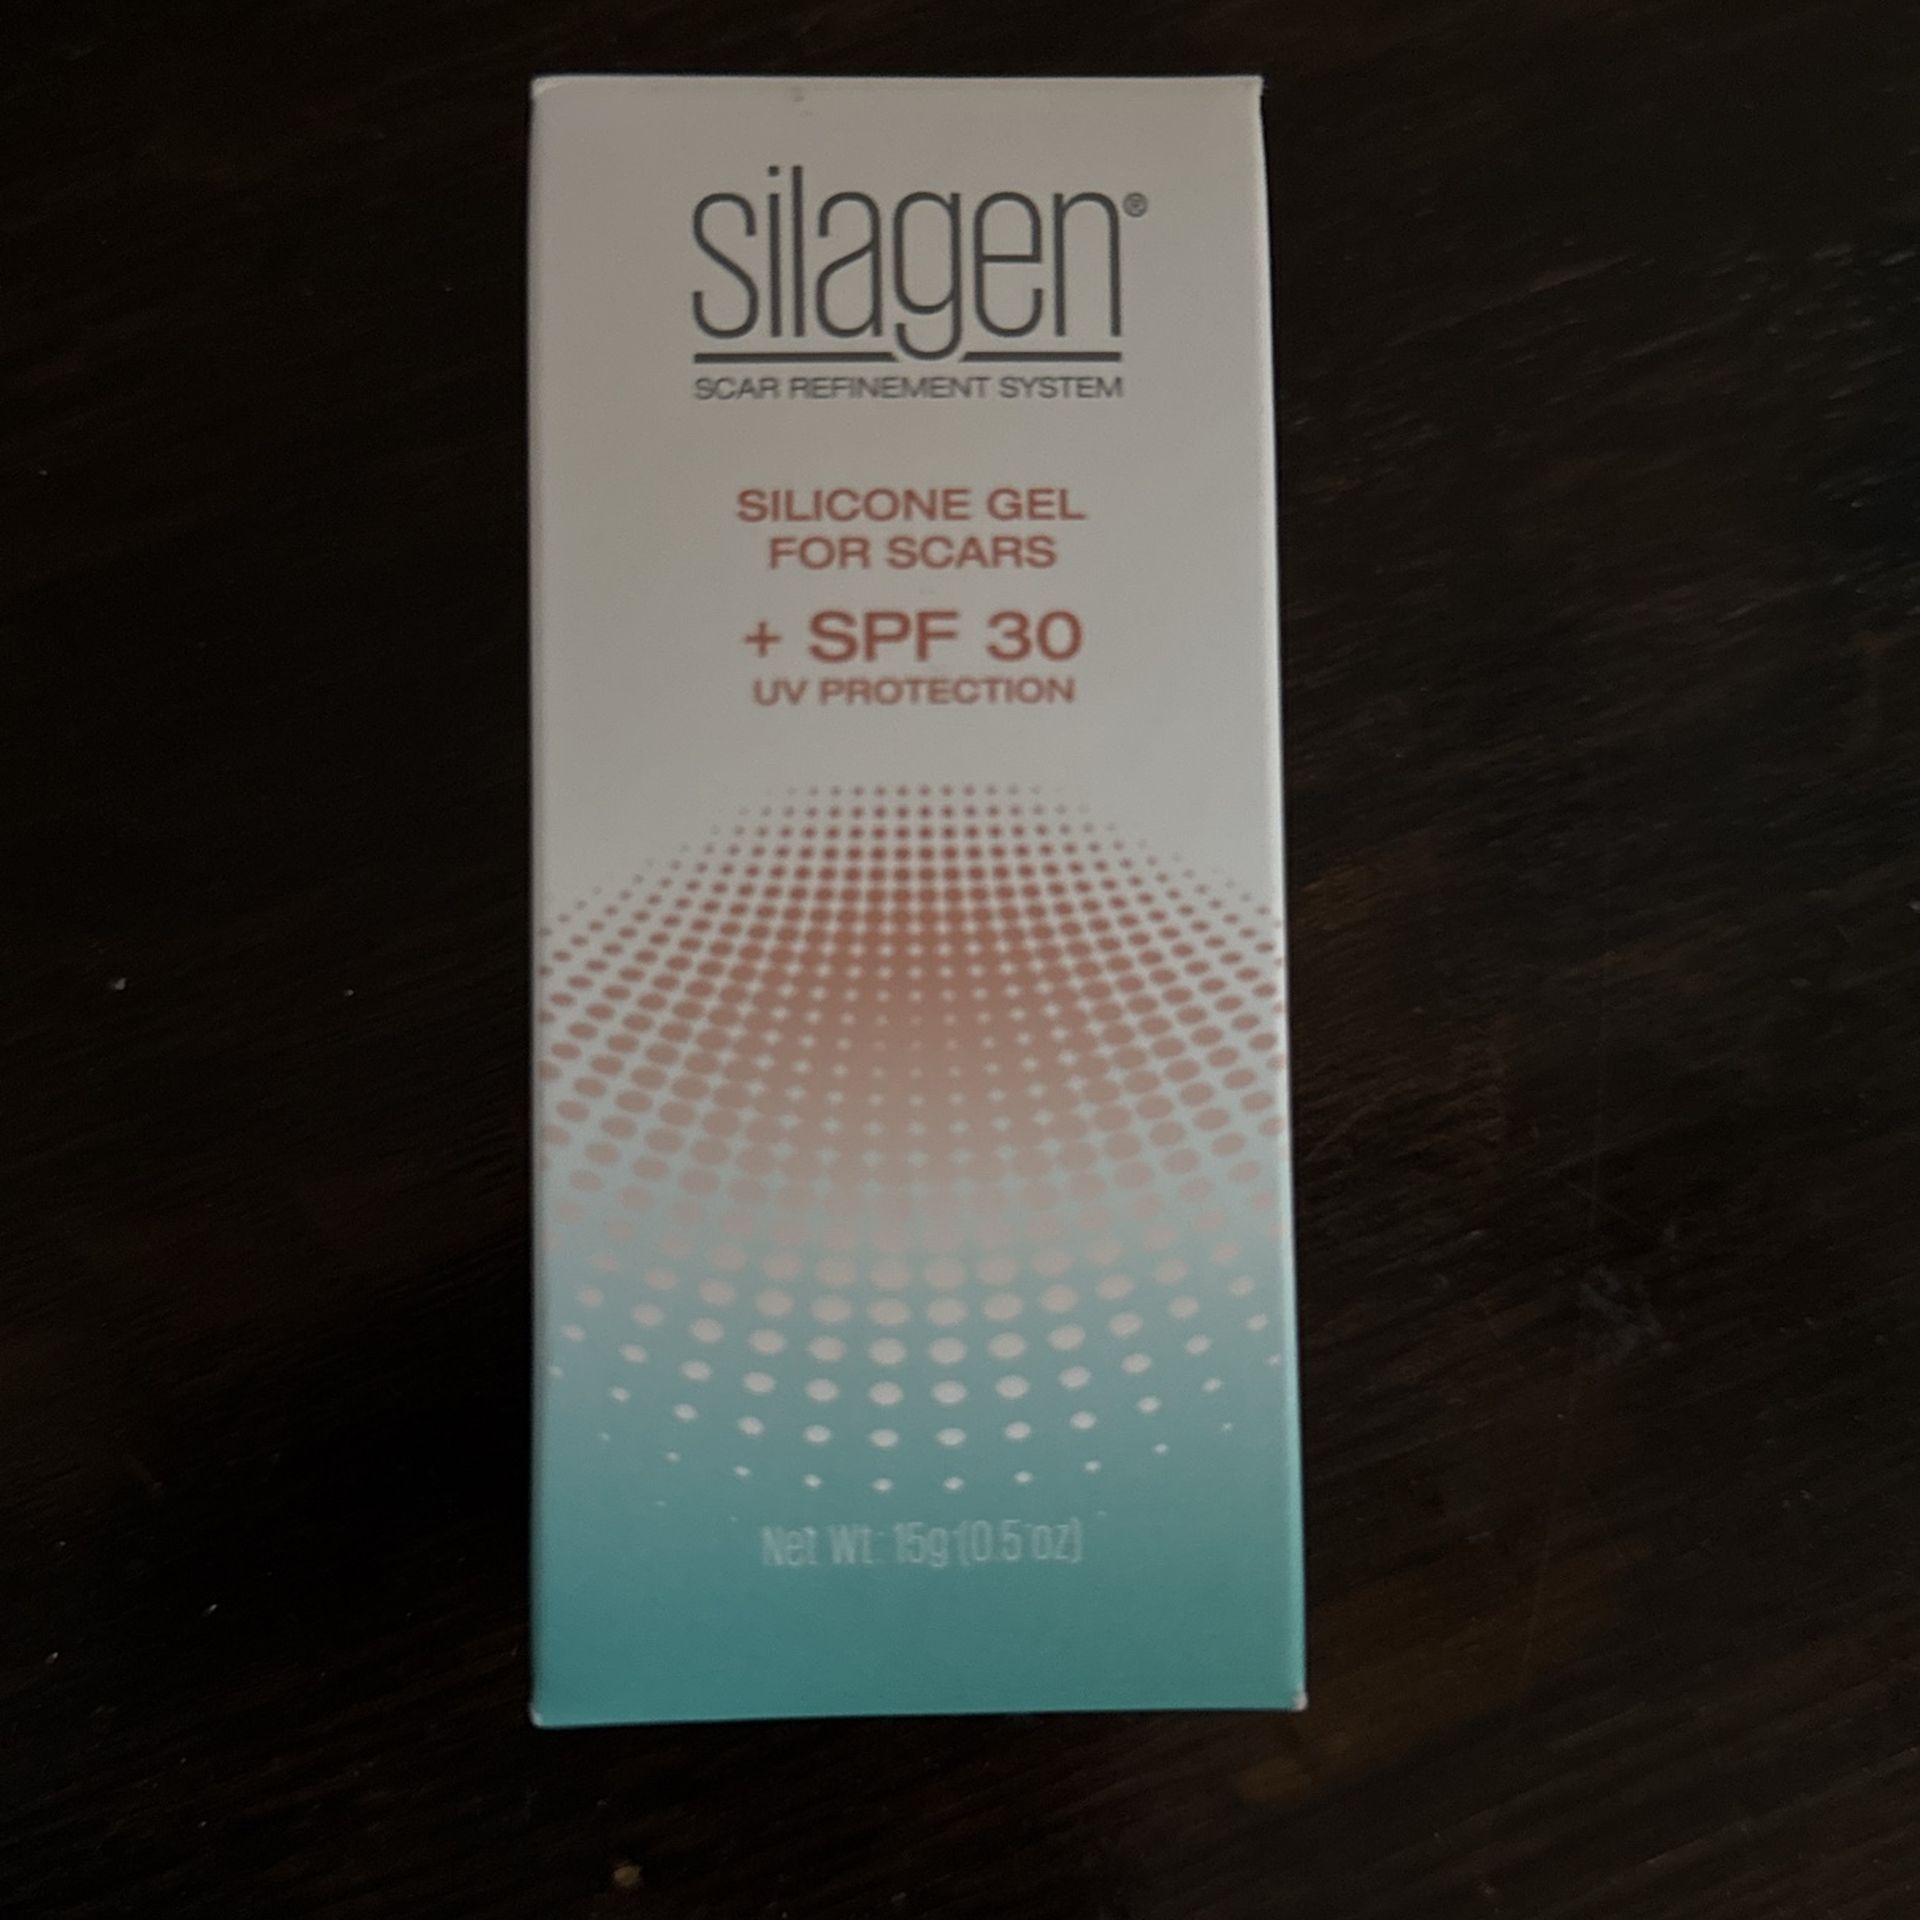 silagen®
SCAR REFINEMENT SYSTEM
SILICONE GEL
FOR SCARS
+ SPF 30
UV PROTECTION
Net Wt. 15g (0.5 oz)